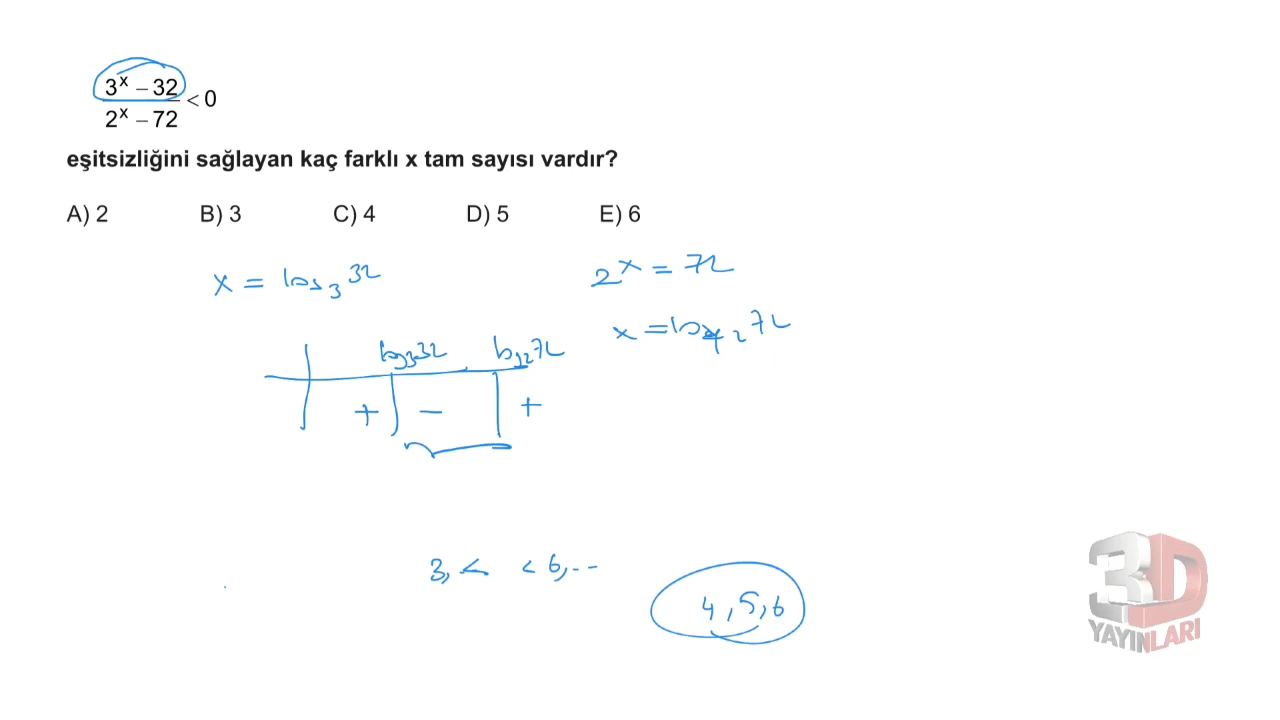 3ˣ − 32
2ˣ − 72
< 0
eşitsizliğini sağlayan kaç farklı x tam sayısı vardır?
A) 2 B) 3 C) 4 D) 5 E) 6
x = log₃32
2ˣ = 72
x = log₂72
log₃32 log₂72
+ − +
3, < < 6,--
4, 5, 6
3D
YAYINLARI